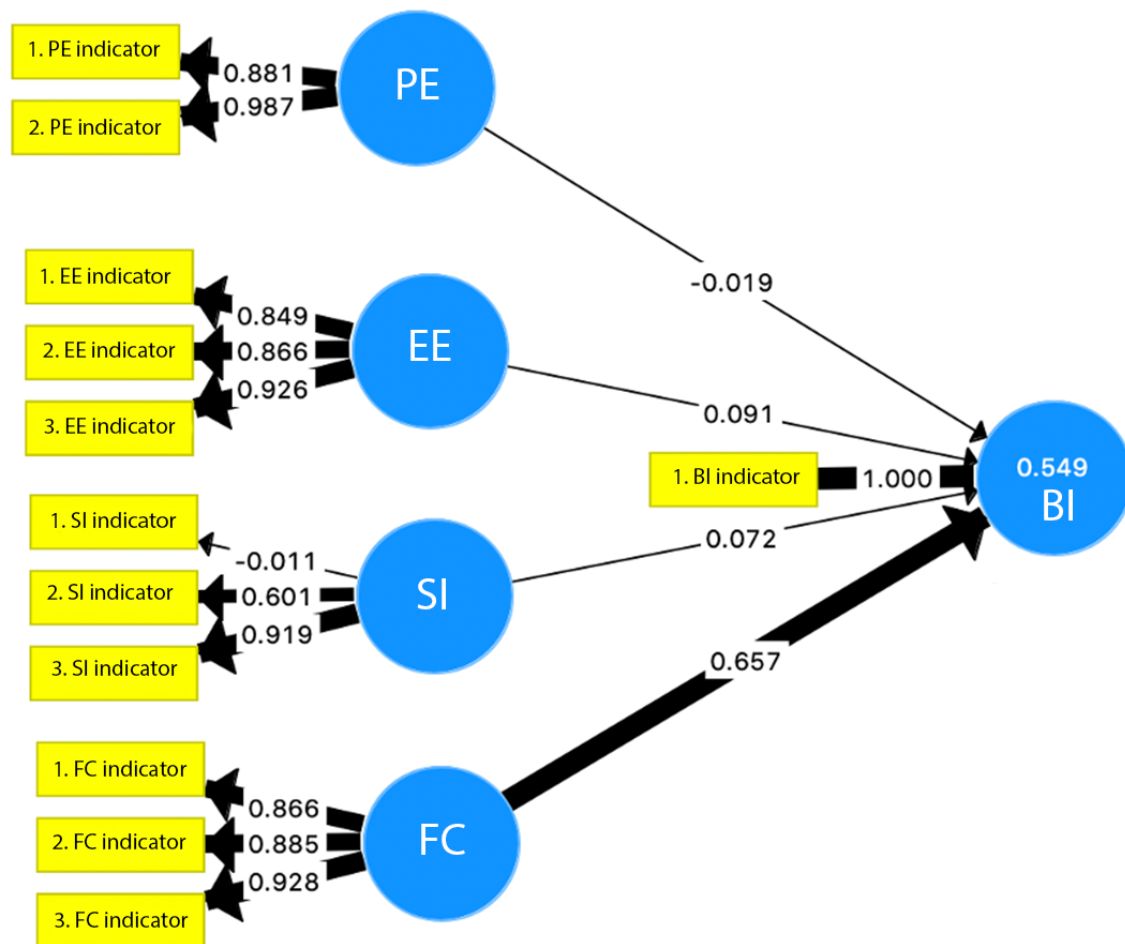 1. PE indicator
0.881
PE
0.987
2. PE indicator
-0.019
1. EE indicator
0.849
2. EE indicator
0.866
EE
0.926
3. EE indicator
0.091
1. BI indicator
1.000
0.549
BI
1. SI indicator
-0.011
2. SI indicator
0.601
SI
0.919
3. SI indicator
0.072
0.657
1. FC indicator
0.866
2. FC indicator
0.885
FC
0.928
3. FC indicator